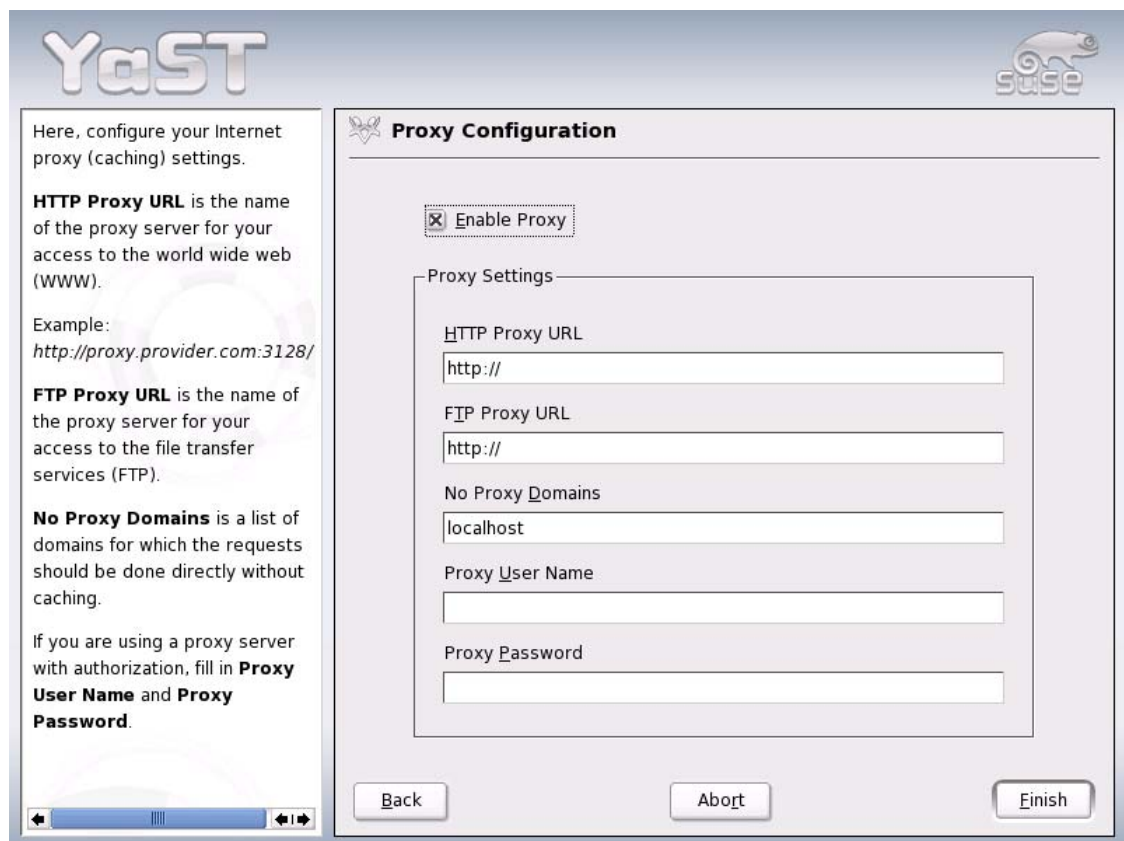 YaST
suse
Here, configure your Internet
proxy (caching) settings.
HTTP Proxy URL is the name
of the proxy server for your
access to the world wide web
(WWW).
Example:
http://proxy.provider.com:3128/
FTP Proxy URL is the name of
the proxy server for your
access to the file transfer
services (FTP).
No Proxy Domains is a list of
domains for which the requests
should be done directly without
caching.
If you are using a proxy server
with authorization, fill in Proxy
User Name and Proxy
Password.
Proxy Configuration
Enable Proxy
Proxy Settings
HTTP Proxy URL
http://
FTP Proxy URL
http://
No Proxy Domains
localhost
Proxy User Name
Proxy Password
Back
Abort
Finish